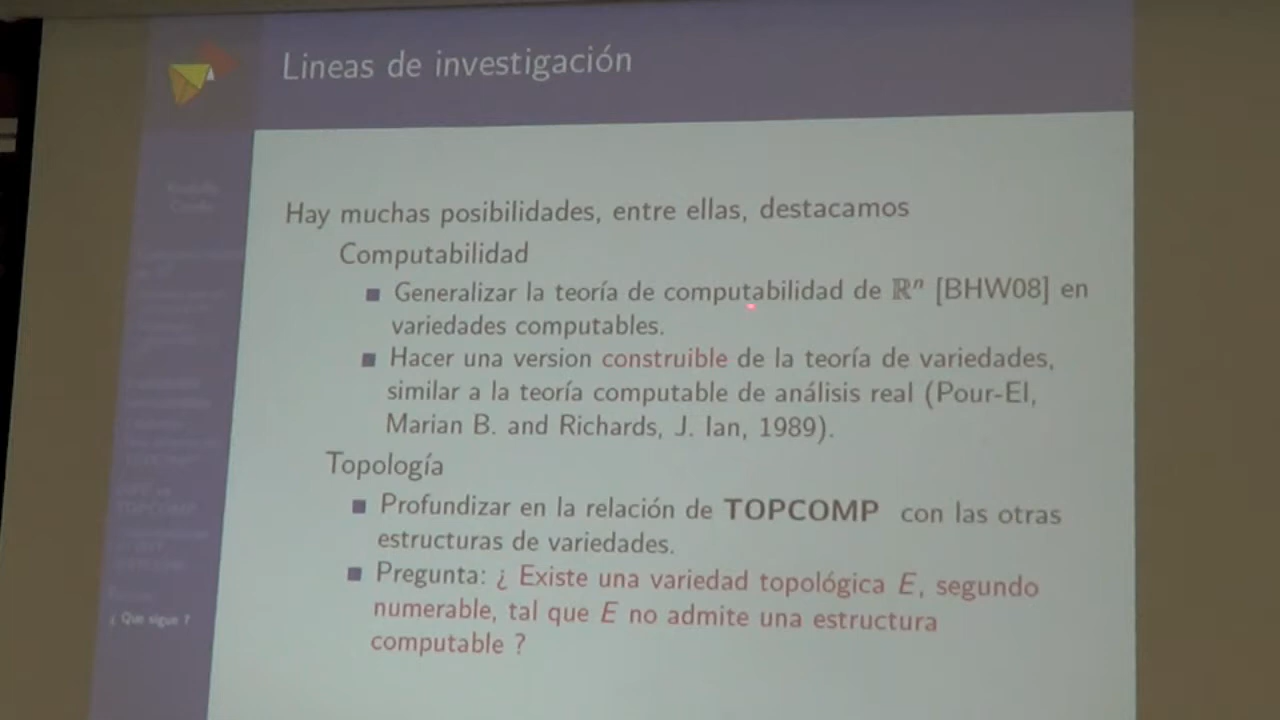 Lineas de investigación
Hay muchas posibilidades, entre ellas, destacamos
Computabilidad
Generalizar la teoría de computabilidad de ℝⁿ [BHW08] en
variedades computables.
Hacer una version construible de la teoría de variedades,
similar a la teoría computable de análisis real (Pour-El,
Marian B. and Richards, J. Ian, 1989).
Topología
Profundizar en la relación de TOPCOMP con las otras
estructuras de variedades.
Pregunta: ¿ Existe una variedad topológica E, segundo
numerable, tal que E no admite una estructura
computable ?
¿ Que sigue ?